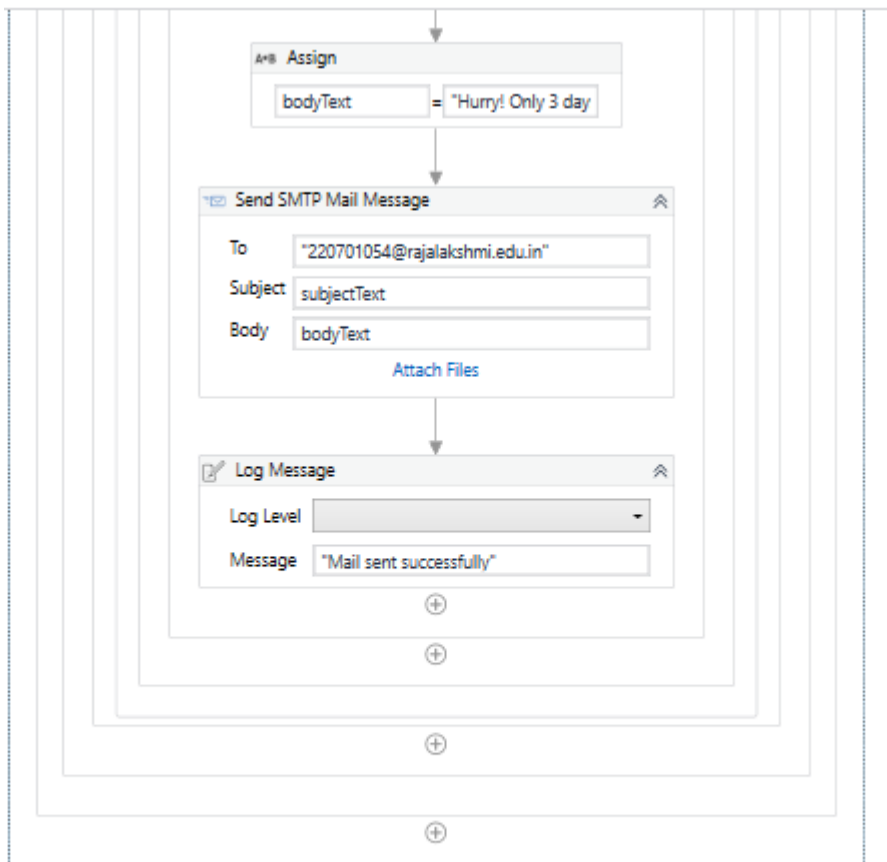 A*B Assign
bodyText = "Hurry! Only 3 day
Send SMTP Mail Message
To "220701054@rajalakshmi.edu.in"
Subject subjectText
Body bodyText
Attach Files
Log Message
Log Level
Message "Mail sent successfully"